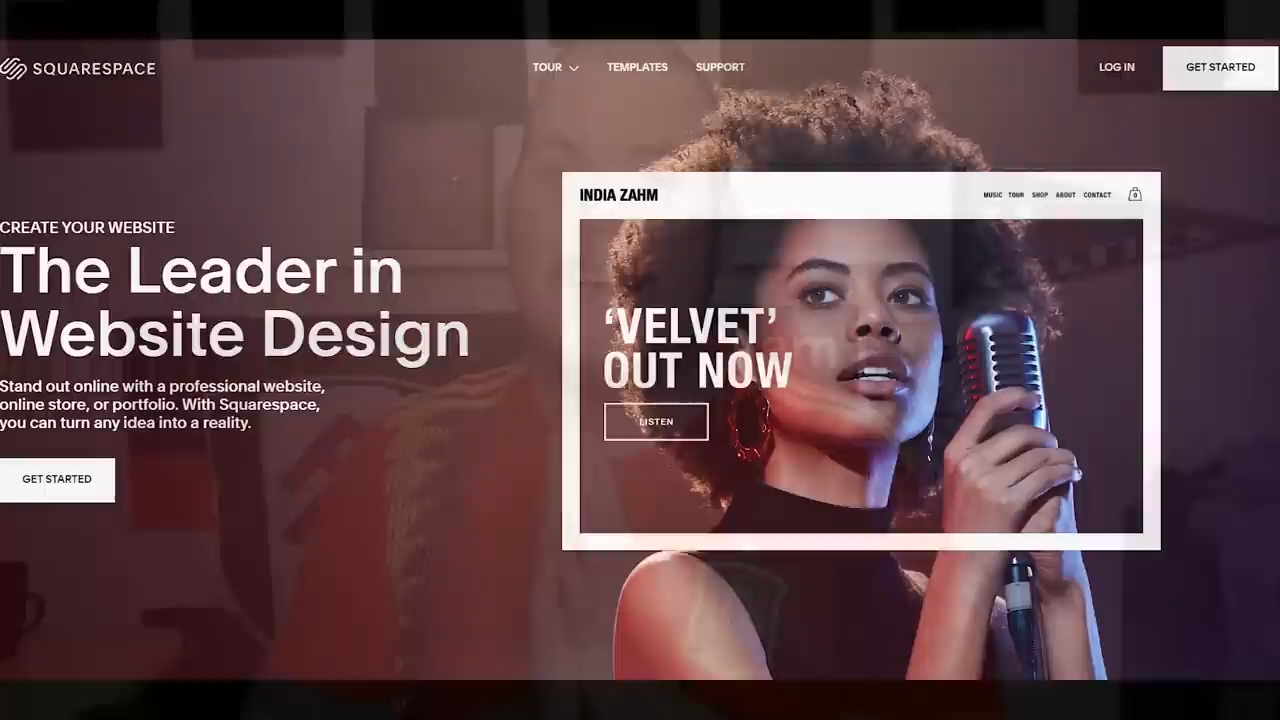 SQUARESPACE
TOUR
TEMPLATES
SUPPORT
LOG IN
GET STARTED
CREATE YOUR WEBSITE
The Leader in
Website Design
Stand out online with a professional website,
online store, or portfolio. With Squarespace,
you can turn any idea into a reality.
GET STARTED
INDIA ZAHM
MUSIC TOUR SHOP ABOUT CONTACT
0
'VELVET'
OUT NOW
LISTEN